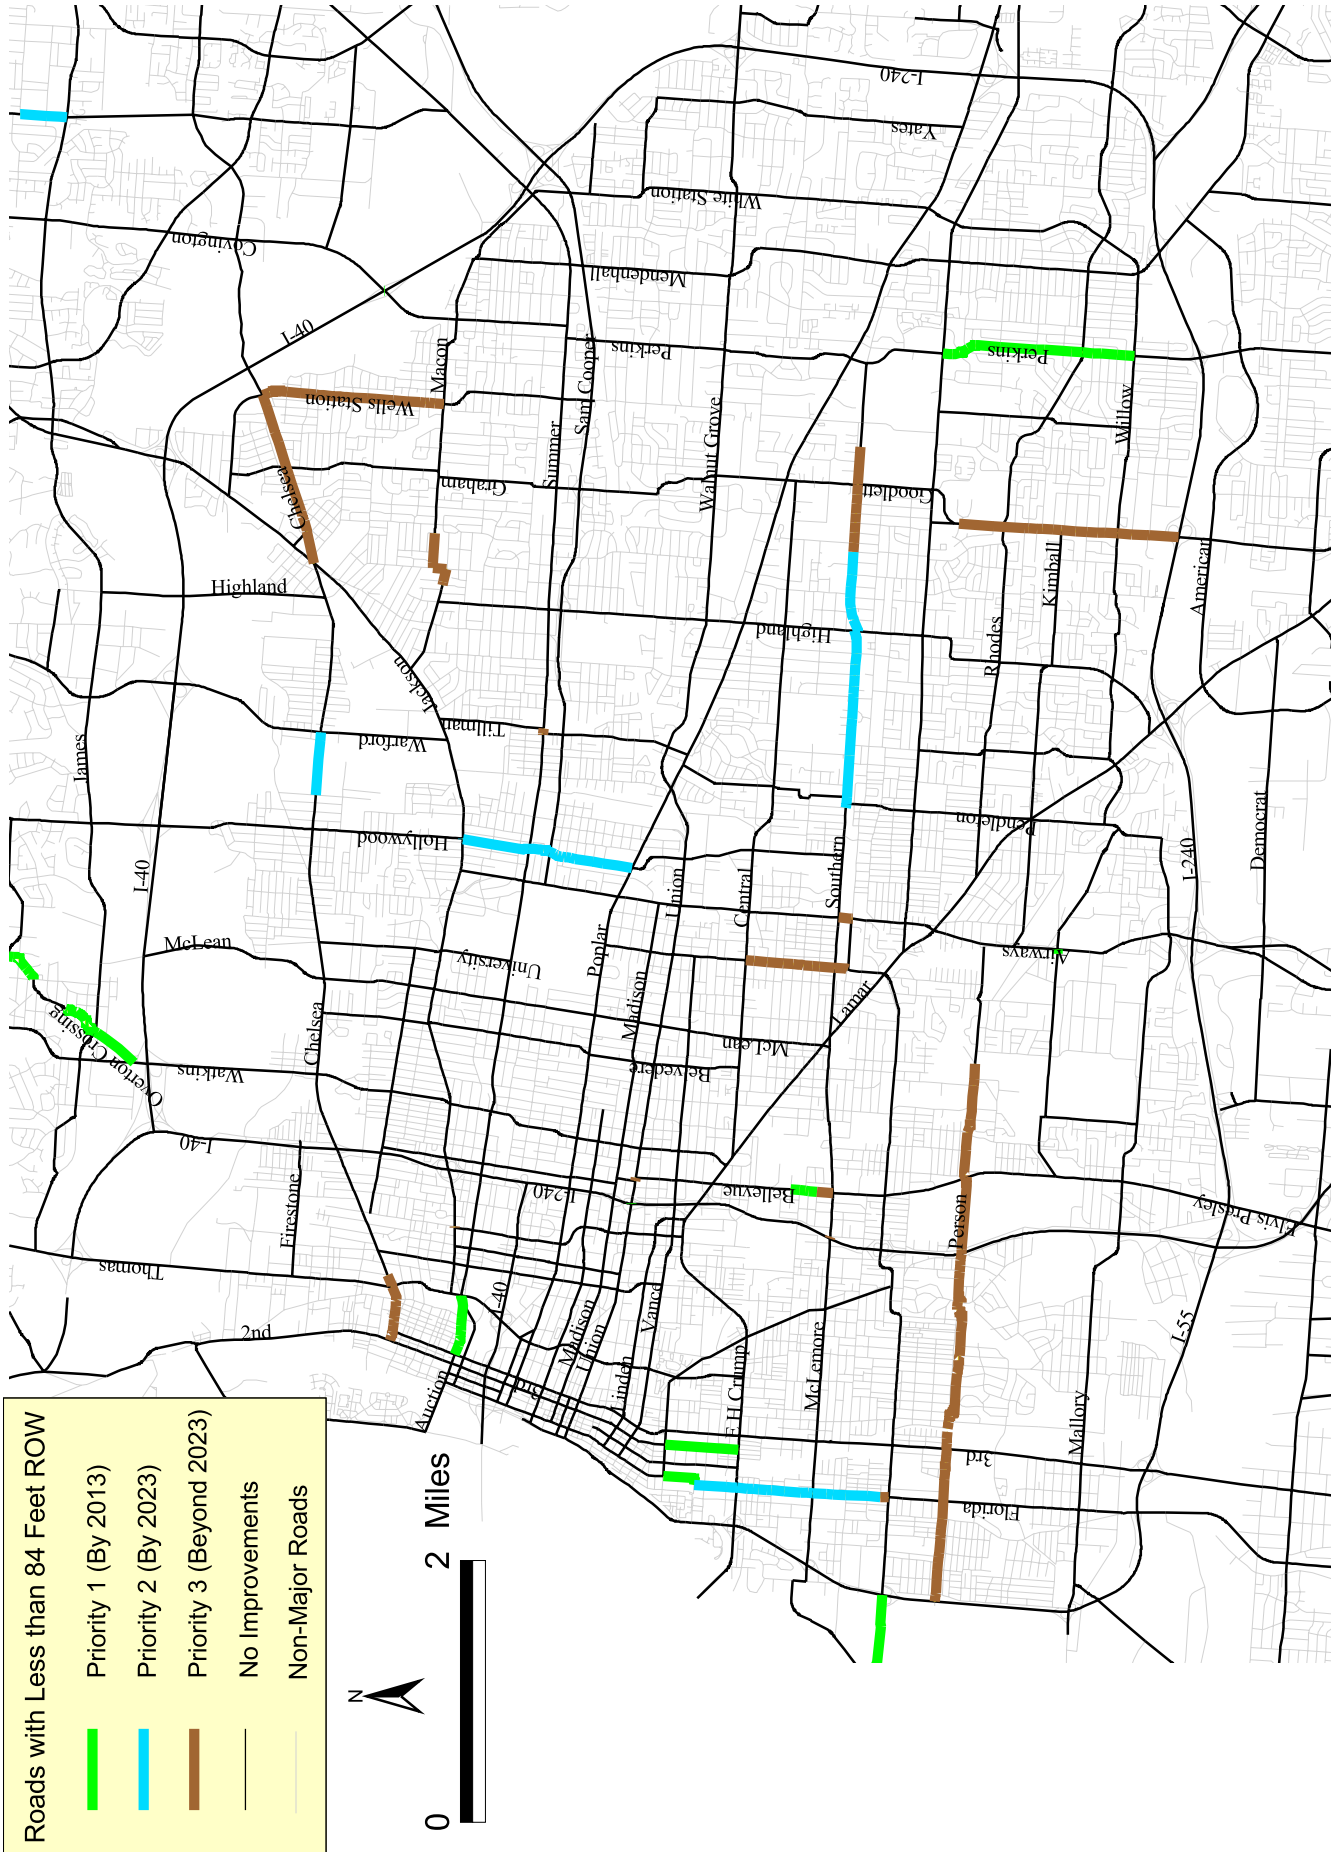 Roads with Less than 84 Feet ROW
Priority 1 (By 2013)
Priority 2 (By 2023)
Priority 3 (Beyond 2023)
No Improvements
Non-Major Roads
N
0
2 Miles
I-240
Yates
White Station
Covington
Mendenhall
I-40
Perkins
Perkins
Macon
Sam Cooper
Wells Station
Walnut Grove
Willow
Summer
Chelsea
Graham
Goodlett
Kimball
American
Highland
Highland
Rhodes
Jackson
Tillman
Warford
James
Hollywood
Pendleton
Democrat
I-240
I-40
Southern
Central
Union
McLean
University
Poplar
Airways
Madison
Lamar
Chelsea
Overton Crossing
McLean
Belvedere
Watkins
I-40
Firestone
I-240
Bellevue
Person
Elvis Presley
Thomas
2nd
I-40
Madison
Union
Vance
I-55
Linden
3rd
Auction
E H Crump
McLemore
Mallory
3rd
Florida